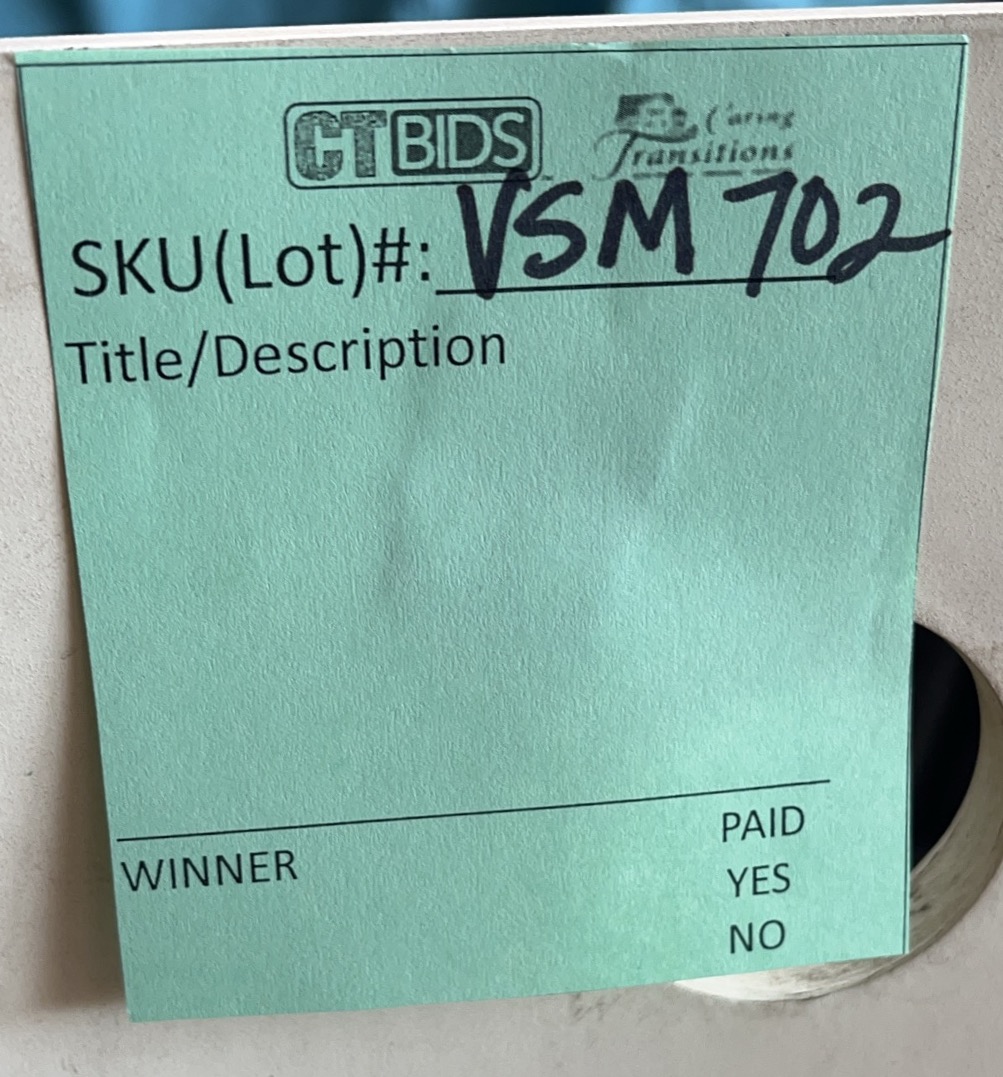 CTBIDS Caring Transitions
SKU(Lot)#: VSM 702
Title/Description
WINNER PAID
YES
NO